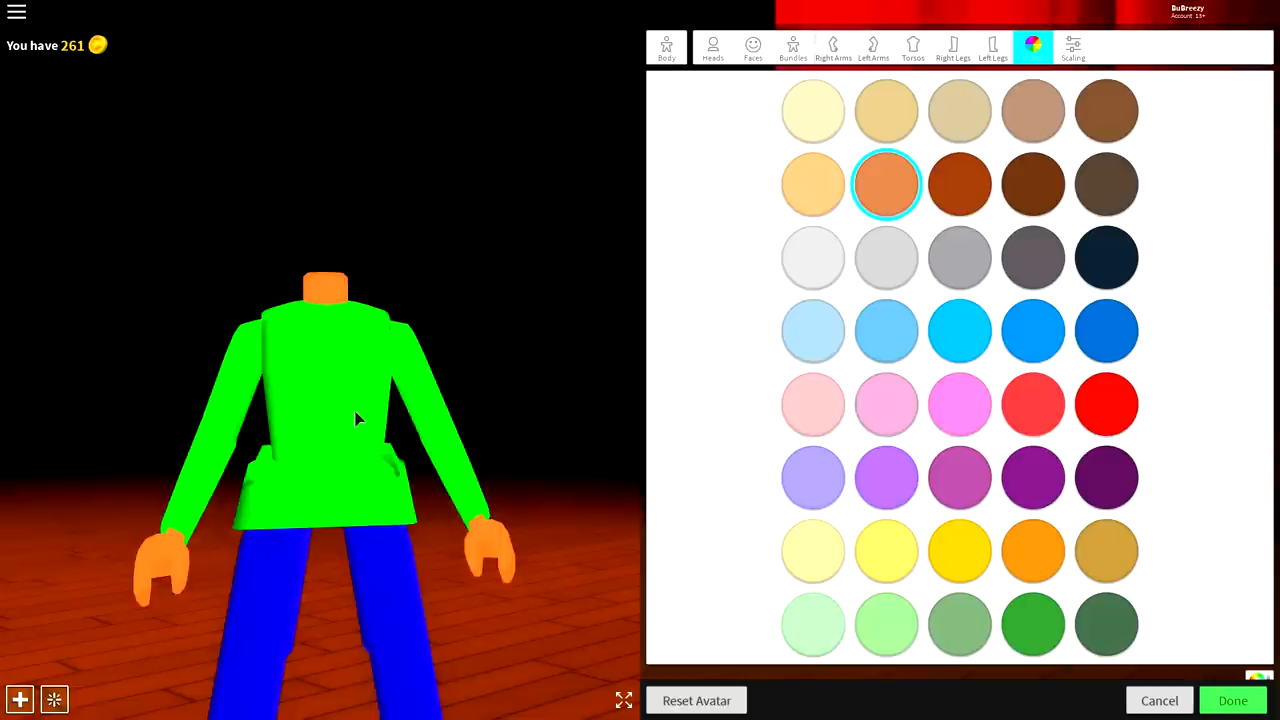 BuBreezy
Account: 13+
You have 261
Body
Heads
Faces
Bundles
Right Arms
Left Arms
Torsos
Right Legs
Left Legs
Scaling
Reset Avatar
Cancel
Done